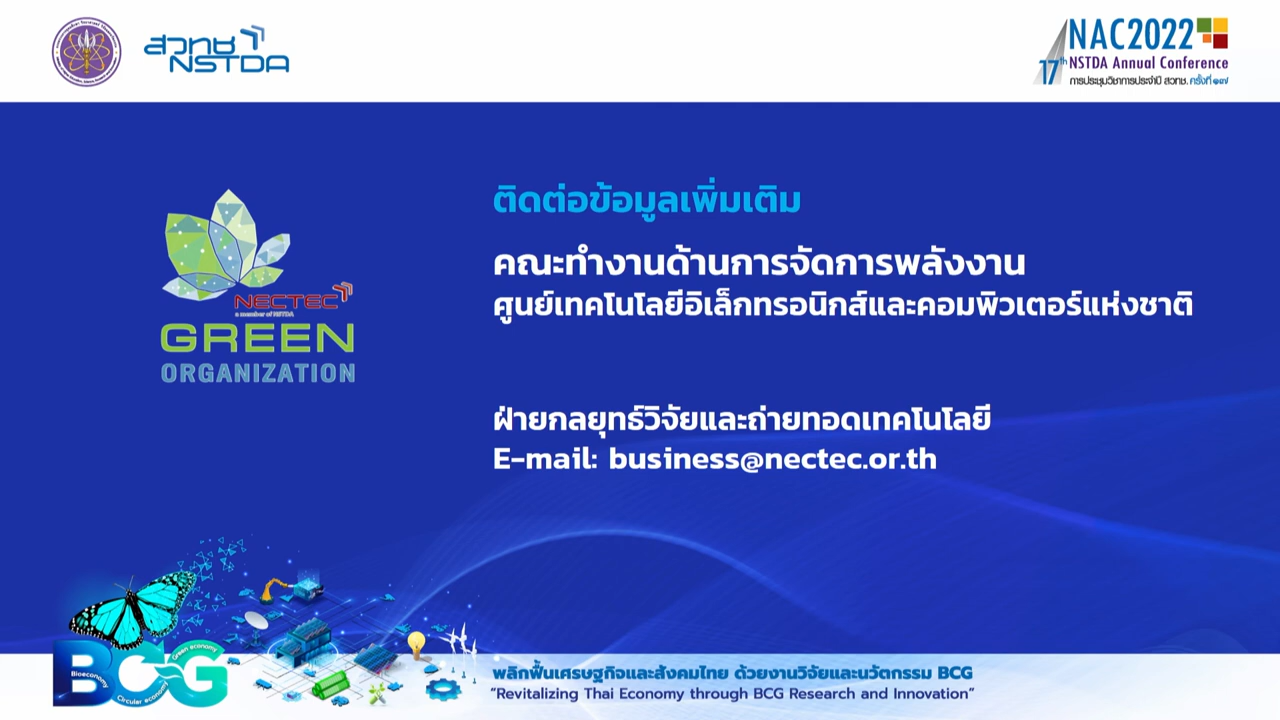 สวทช
NSTDA
NAC2022
17th NSTDA Annual Conference
การประชุมวิชาการประจำปี สวทช. ครั้งที่ ๑๗
ติดต่อข้อมูลเพิ่มเติม
คณะทำงานด้านการจัดการพลังงาน
ศูนย์เทคโนโลยีอิเล็กทรอนิกส์และคอมพิวเตอร์แห่งชาติ
NECTEC
a member of NSTDA
GREEN
ORGANIZATION
ฝ่ายกลยุทธ์วิจัยและถ่ายทอดเทคโนโลยี
E-mail: business@nectec.or.th
BCG
Bioeconomy
Circular economy
Green economy
พลิกฟื้นเศรษฐกิจและสังคมไทย ด้วยงานวิจัยและนวัตกรรม BCG
“Revitalizing Thai Economy through BCG Research and Innovation”